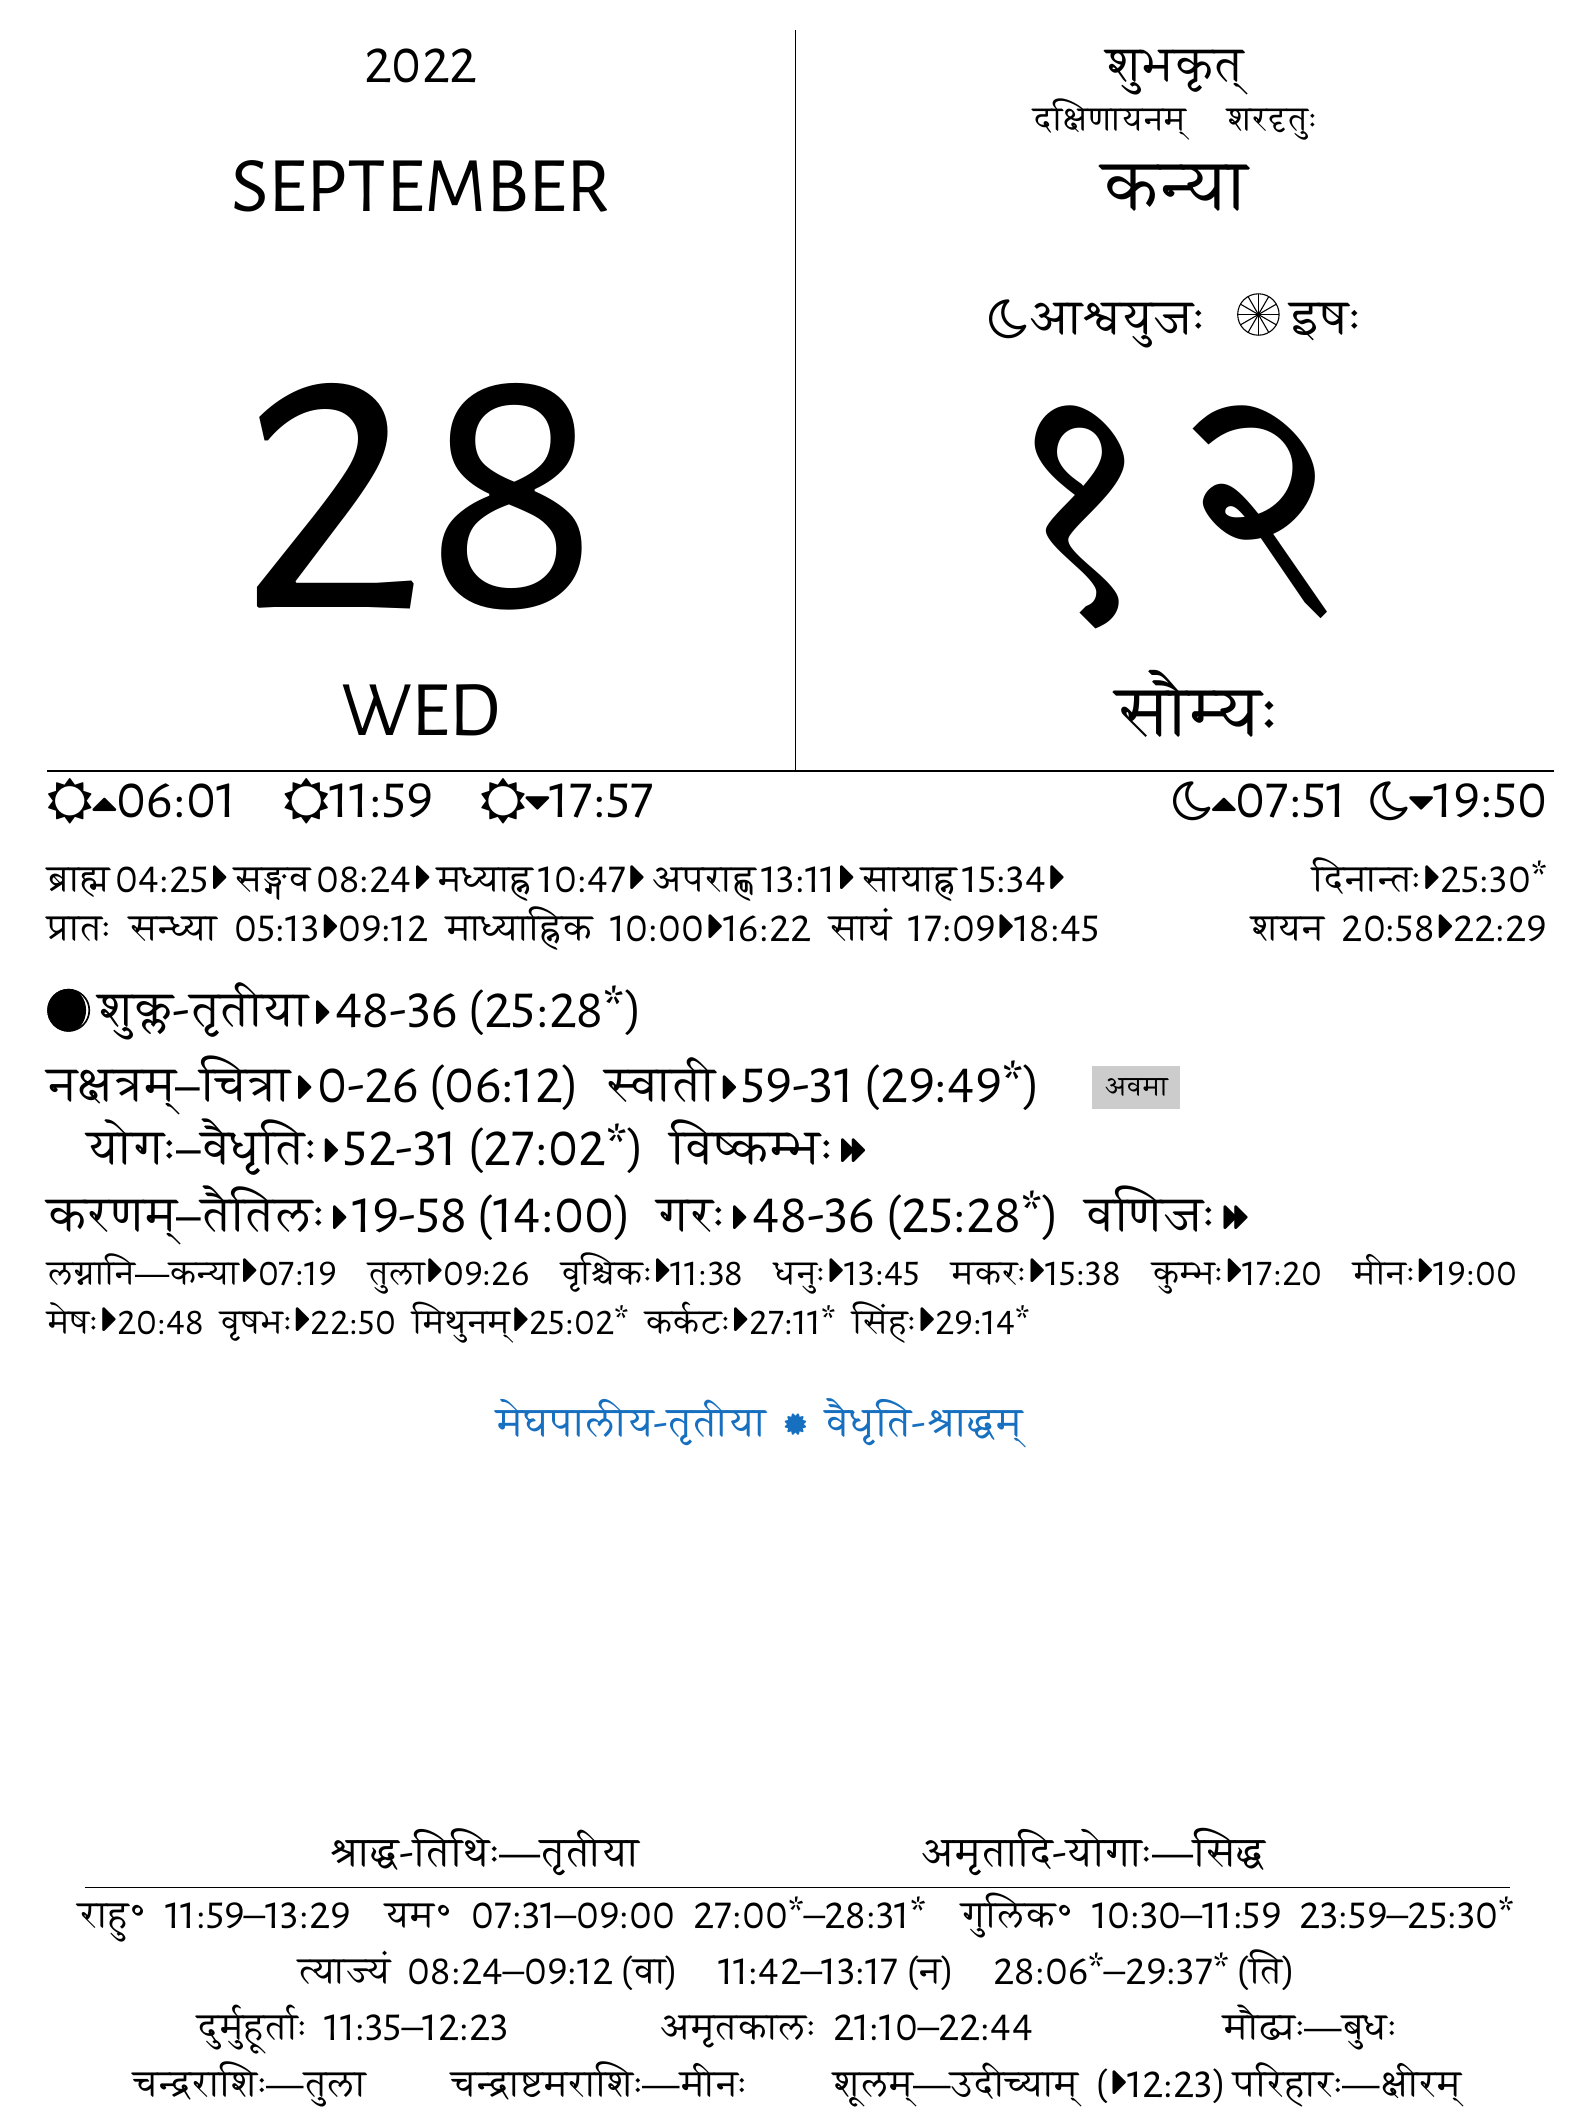 2022
SEPTEMBER
28
WED
शुभकृत्
दक्षिणायनम् शरदृतुः
कन्या
आश्वयुजः इषः
१२
सौम्यः
06:01 11:59 17:57 07:51 19:50
ब्राह्म 04:25 सङ्गव 08:24 मध्याह्न 10:47 अपराह्ण 13:11 सायाह्न 15:34 दिनान्तः 25:30*
प्रातः सन्ध्या 05:13 09:12 माध्याह्निक 10:00 16:22 सायं 17:09 18:45 शयन 20:58 22:29
शुक्ल-तृतीया 48-36 (25:28*)
नक्षत्रम्–चित्रा 0-26 (06:12) स्वाती 59-31 (29:49*) अवमा
योगः–वैधृतिः 52-31 (27:02*) विष्कम्भः
करणम्–तैतिलः 19-58 (14:00) गरः 48-36 (25:28*) वणिजः
लग्नानि—कन्या 07:19 तुला 09:26 वृश्चिकः 11:38 धनुः 13:45 मकरः 15:38 कुम्भः 17:20 मीनः 19:00
मेषः 20:48 वृषभः 22:50 मिथुनम् 25:02* कर्कटः 27:11* सिंहः 29:14*
मेघपालीय-तृतीया वैधृति-श्राद्धम्
श्राद्ध-तिथिः—तृतीया अमृतादि-योगाः—सिद्ध
राहु॰ 11:59–13:29 यम॰ 07:31–09:00 27:00*–28:31* गुलिक॰ 10:30–11:59 23:59–25:30*
त्याज्यं 08:24–09:12 (वा) 11:42–13:17 (न) 28:06*–29:37* (ति)
दुर्मुहूर्ताः 11:35–12:23 अमृतकालः 21:10–22:44 मौढ्यः—बुधः
चन्द्रराशिः—तुला चन्द्राष्टमराशिः—मीनः शूलम्—उदीच्याम् (12:23) परिहारः—क्षीरम्